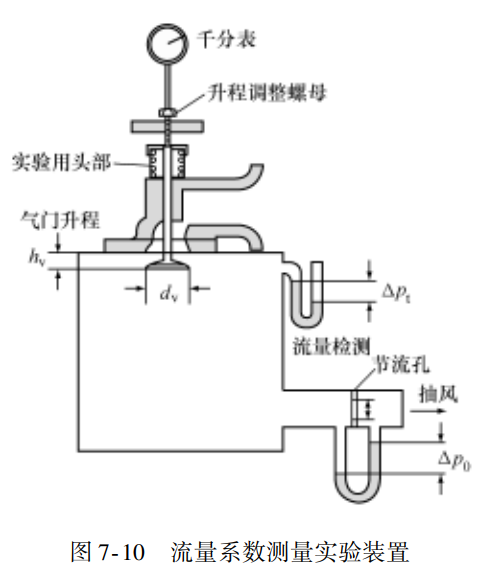 千分表
升程调整螺母
实验用头部
气门升程
hv
dv
Δpt
流量检测
节流孔
抽风
Δp0
图 7-10 流量系数测量实验装置